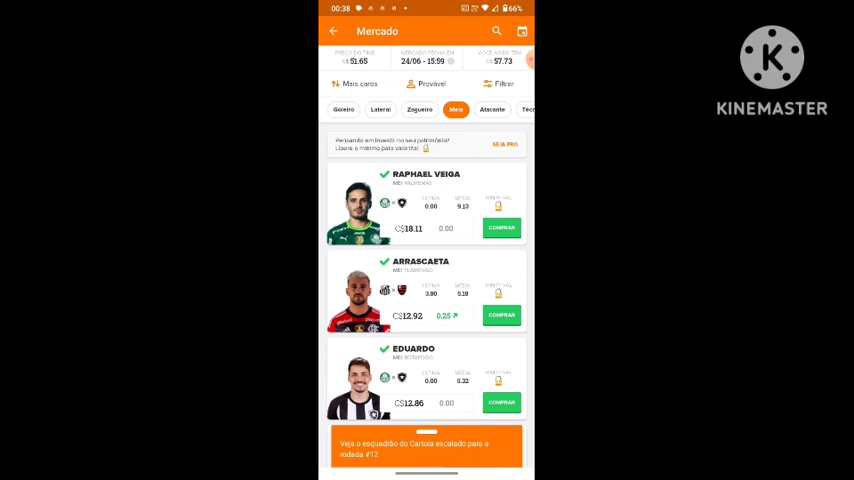 00:38
66%
Mercado
PREÇO DO TIME
MERCADO FECHA EM
VOCÊ AINDA TEM
C$ 51.65
24/06 - 15:59
C$ 57.73
Mais caros
Provável
Filtrar
Goleiro
Lateral
Zagueiro
Meia
Atacante
Téc
Pensando em investir no seu patrimônio?
Libere o mínimo para valorizar.
SEJA PRO
RAPHAEL VEIGA
MEI PALMEIRAS
ÚLTIMA
MÉDIA
0.00
9.13
C$18.11
0.00
COMPRAR
ARRASCAETA
MEI FLAMENGO
ÚLTIMA
MÉDIA
3.80
5.18
C$12.92
0.25
COMPRAR
EDUARDO
MEI BOTAFOGO
ÚLTIMA
MÉDIA
0.00
5.32
C$12.86
0.00
COMPRAR
Veja o esquadrão do Cartola escalado para a
rodada #12
K
KINEMASTER